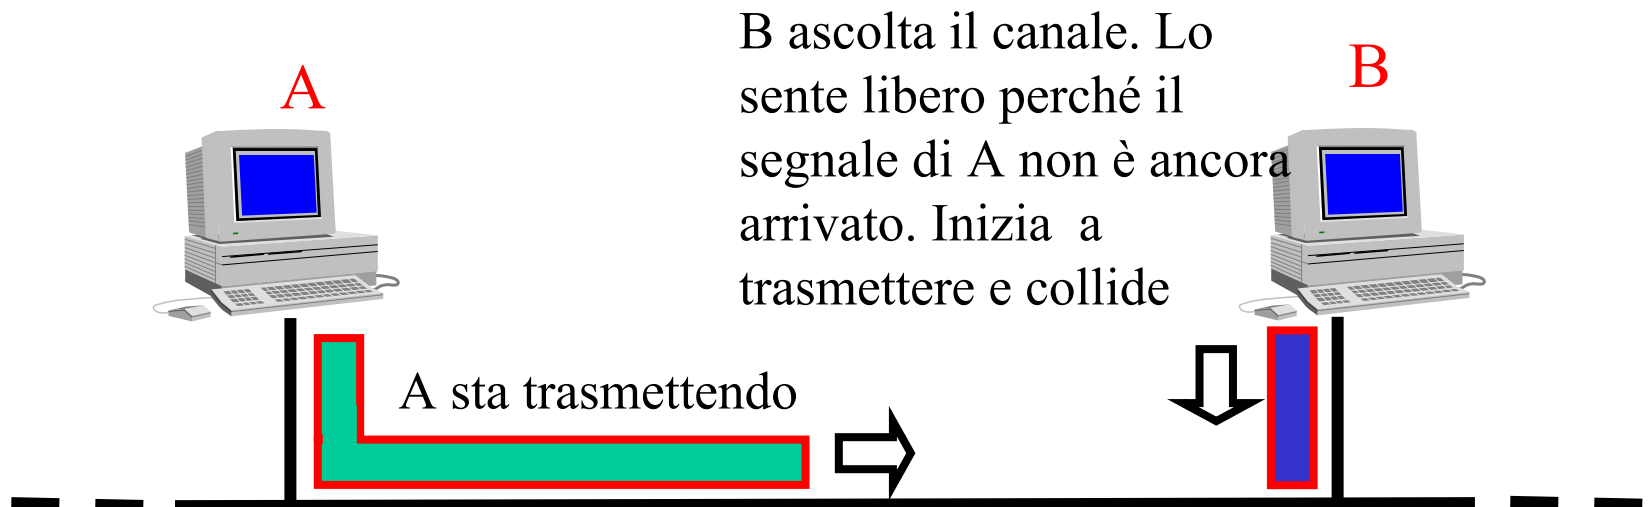 A
B ascolta il canale. Lo
sente libero perché il
segnale di A non è ancora
arrivato. Inizia  a
trasmettere e collide
B
A sta trasmettendo